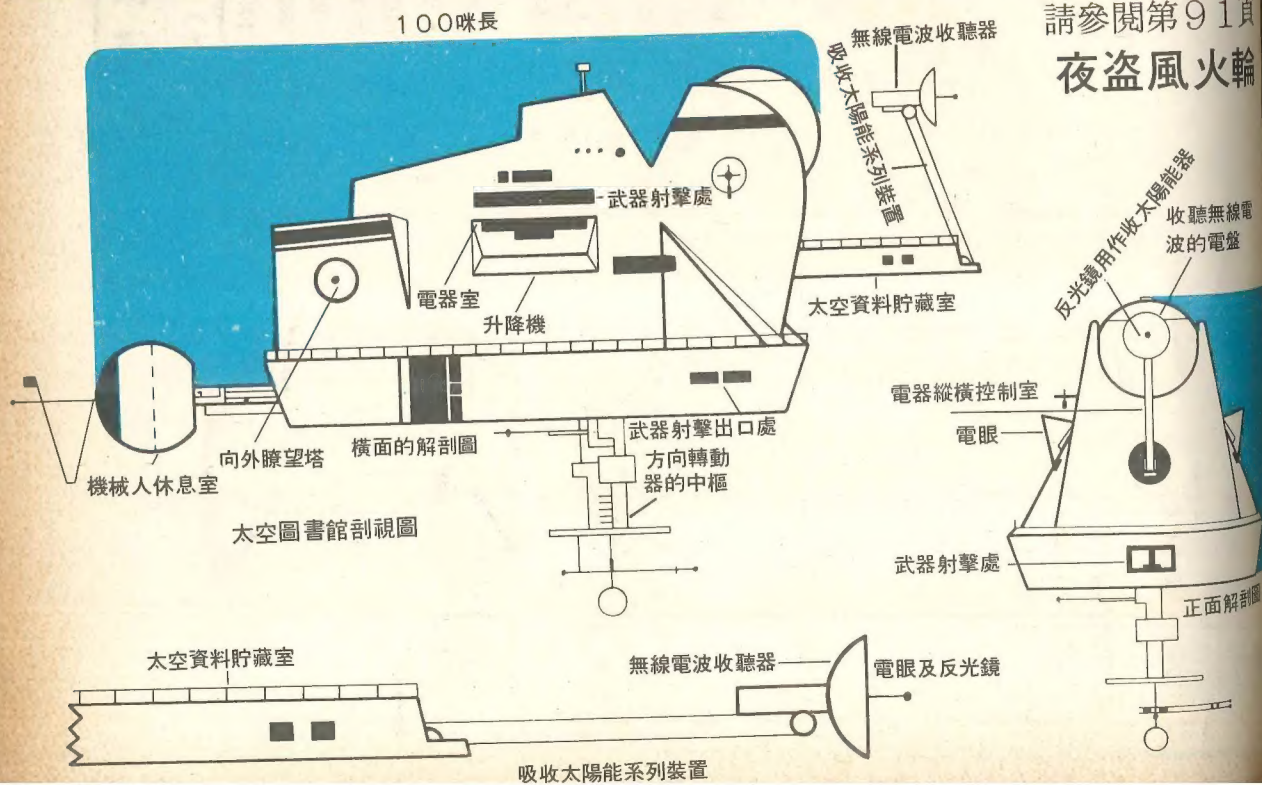 100咪長
請參閱第91頁
夜盜風火輪
無線電波收聽器
吸收太陽能系列裝置
武器射擊處
電器室
升降機
太空資料貯藏室
向外瞭望塔
橫面的解剖圖
武器射擊出口處
方向轉動
器的中樞
機械人休息室
太空圖書館剖視圖
反光鏡用作收太陽能器
收聽無線電
波的電盤
電器縱橫控制室
電眼
武器射擊處
正面解剖圖
太空資料貯藏室
無線電波收聽器
電眼及反光鏡
吸收太陽能系列裝置